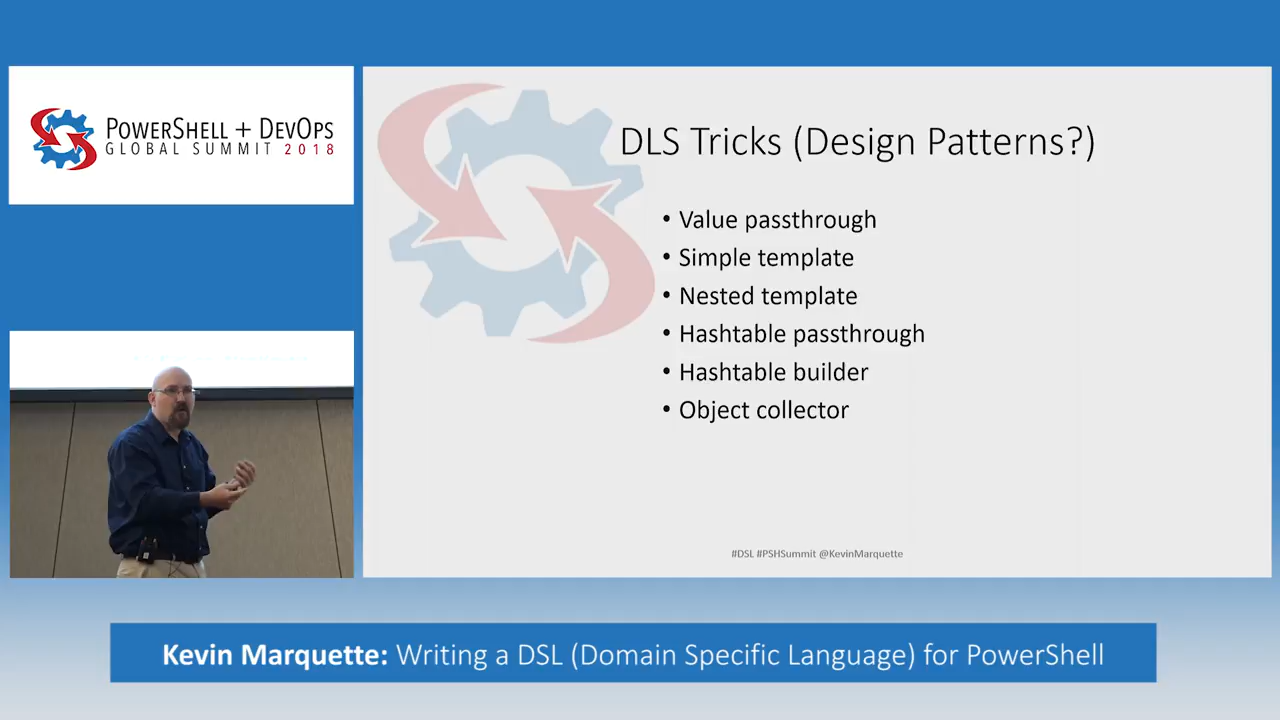 POWERSHELL + DEVOPS
GLOBAL SUMMIT 2018
DLS Tricks (Design Patterns?)
• Value passthrough
• Simple template
• Nested template
• Hashtable passthrough
• Hashtable builder
• Object collector
#DSL #PSHSummit @KevinMarquette
Kevin Marquette: Writing a DSL (Domain Specific Language) for PowerShell